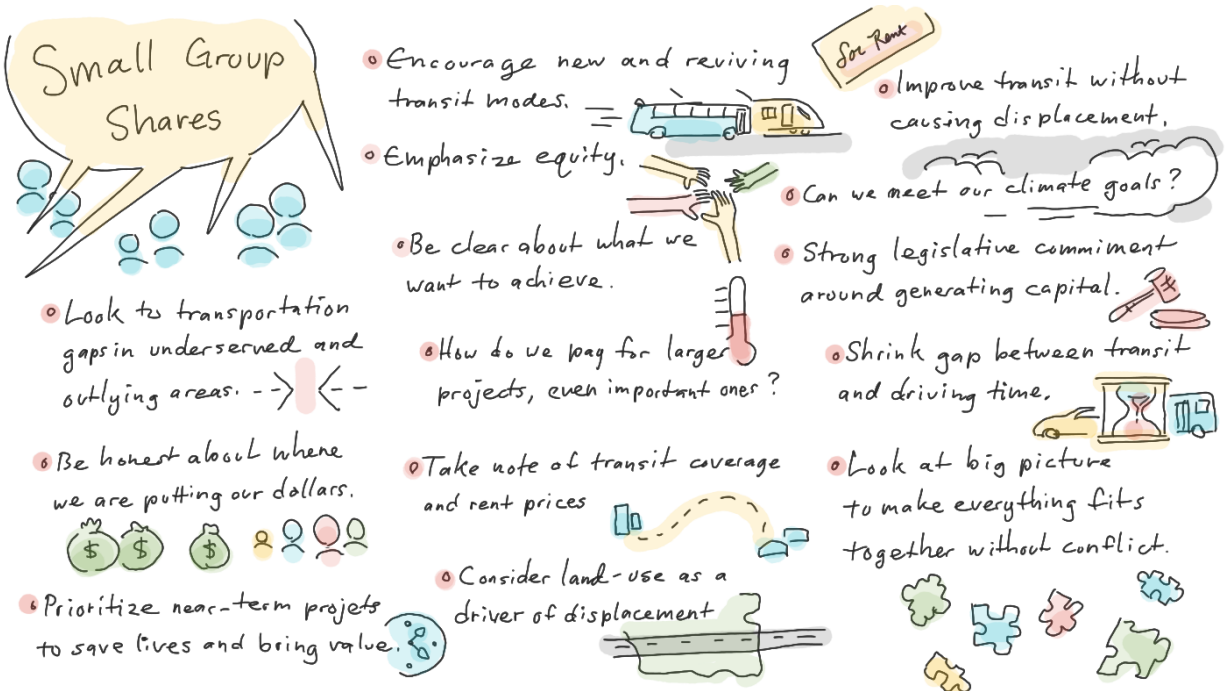 Small Group
Shares
Look to transportation
gaps in underserved and
outlying areas.
Be honest about where
we are putting our dollars.
$ $ $
Prioritize near-term projets
to save lives and bring value.
Encourage new and reviving
transit modes.
Emphasize equity.
Be clear about what we
want to achieve.
How do we pay for larger
projects, even important ones?
Take note of transit coverage
and rent prices
Consider land-use as a
driver of displacement
for Rent
Improve transit without
causing displacement.
Can we meet our climate goals?
Strong legislative commiment
around generating capital.
Shrink gap between transit
and driving time.
Look at big picture
to make everything fits
together without conflict.